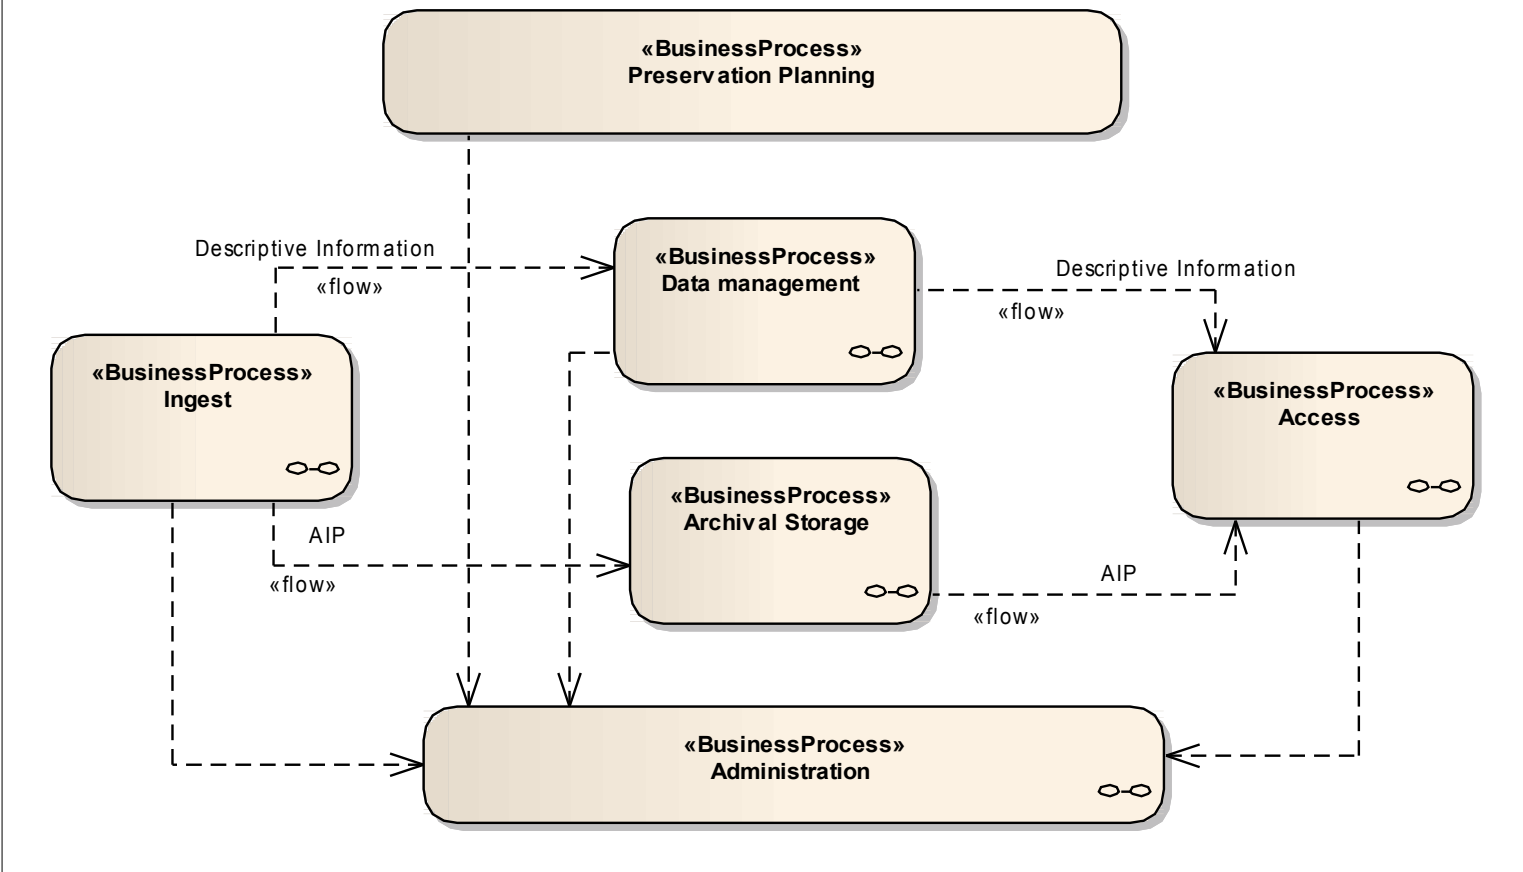 «BusinessProcess»
Preservation Planning
Descriptive Information
«flow»
«BusinessProcess»
Data management
Descriptive Information
«flow»
«BusinessProcess»
Ingest
«BusinessProcess»
Access
«BusinessProcess»
Archival Storage
AIP
«flow»
AIP
«flow»
«BusinessProcess»
Administration